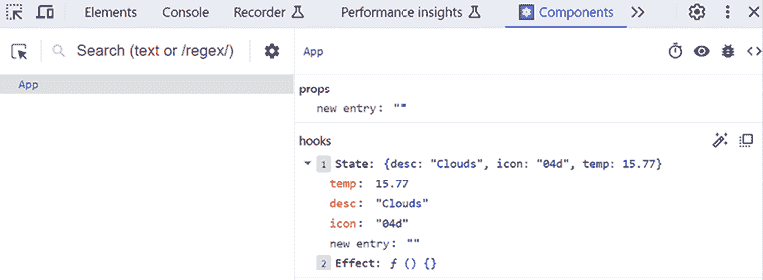 Elements Console Recorder Performance insights Components
Search (text or /regex/) App
App
props
new entry: ""
hooks
1 State: {desc: "Clouds", icon: "04d", temp: 15.77}
temp: 15.77
desc: "Clouds"
icon: "04d"
new entry: ""
2 Effect: ƒ () {}